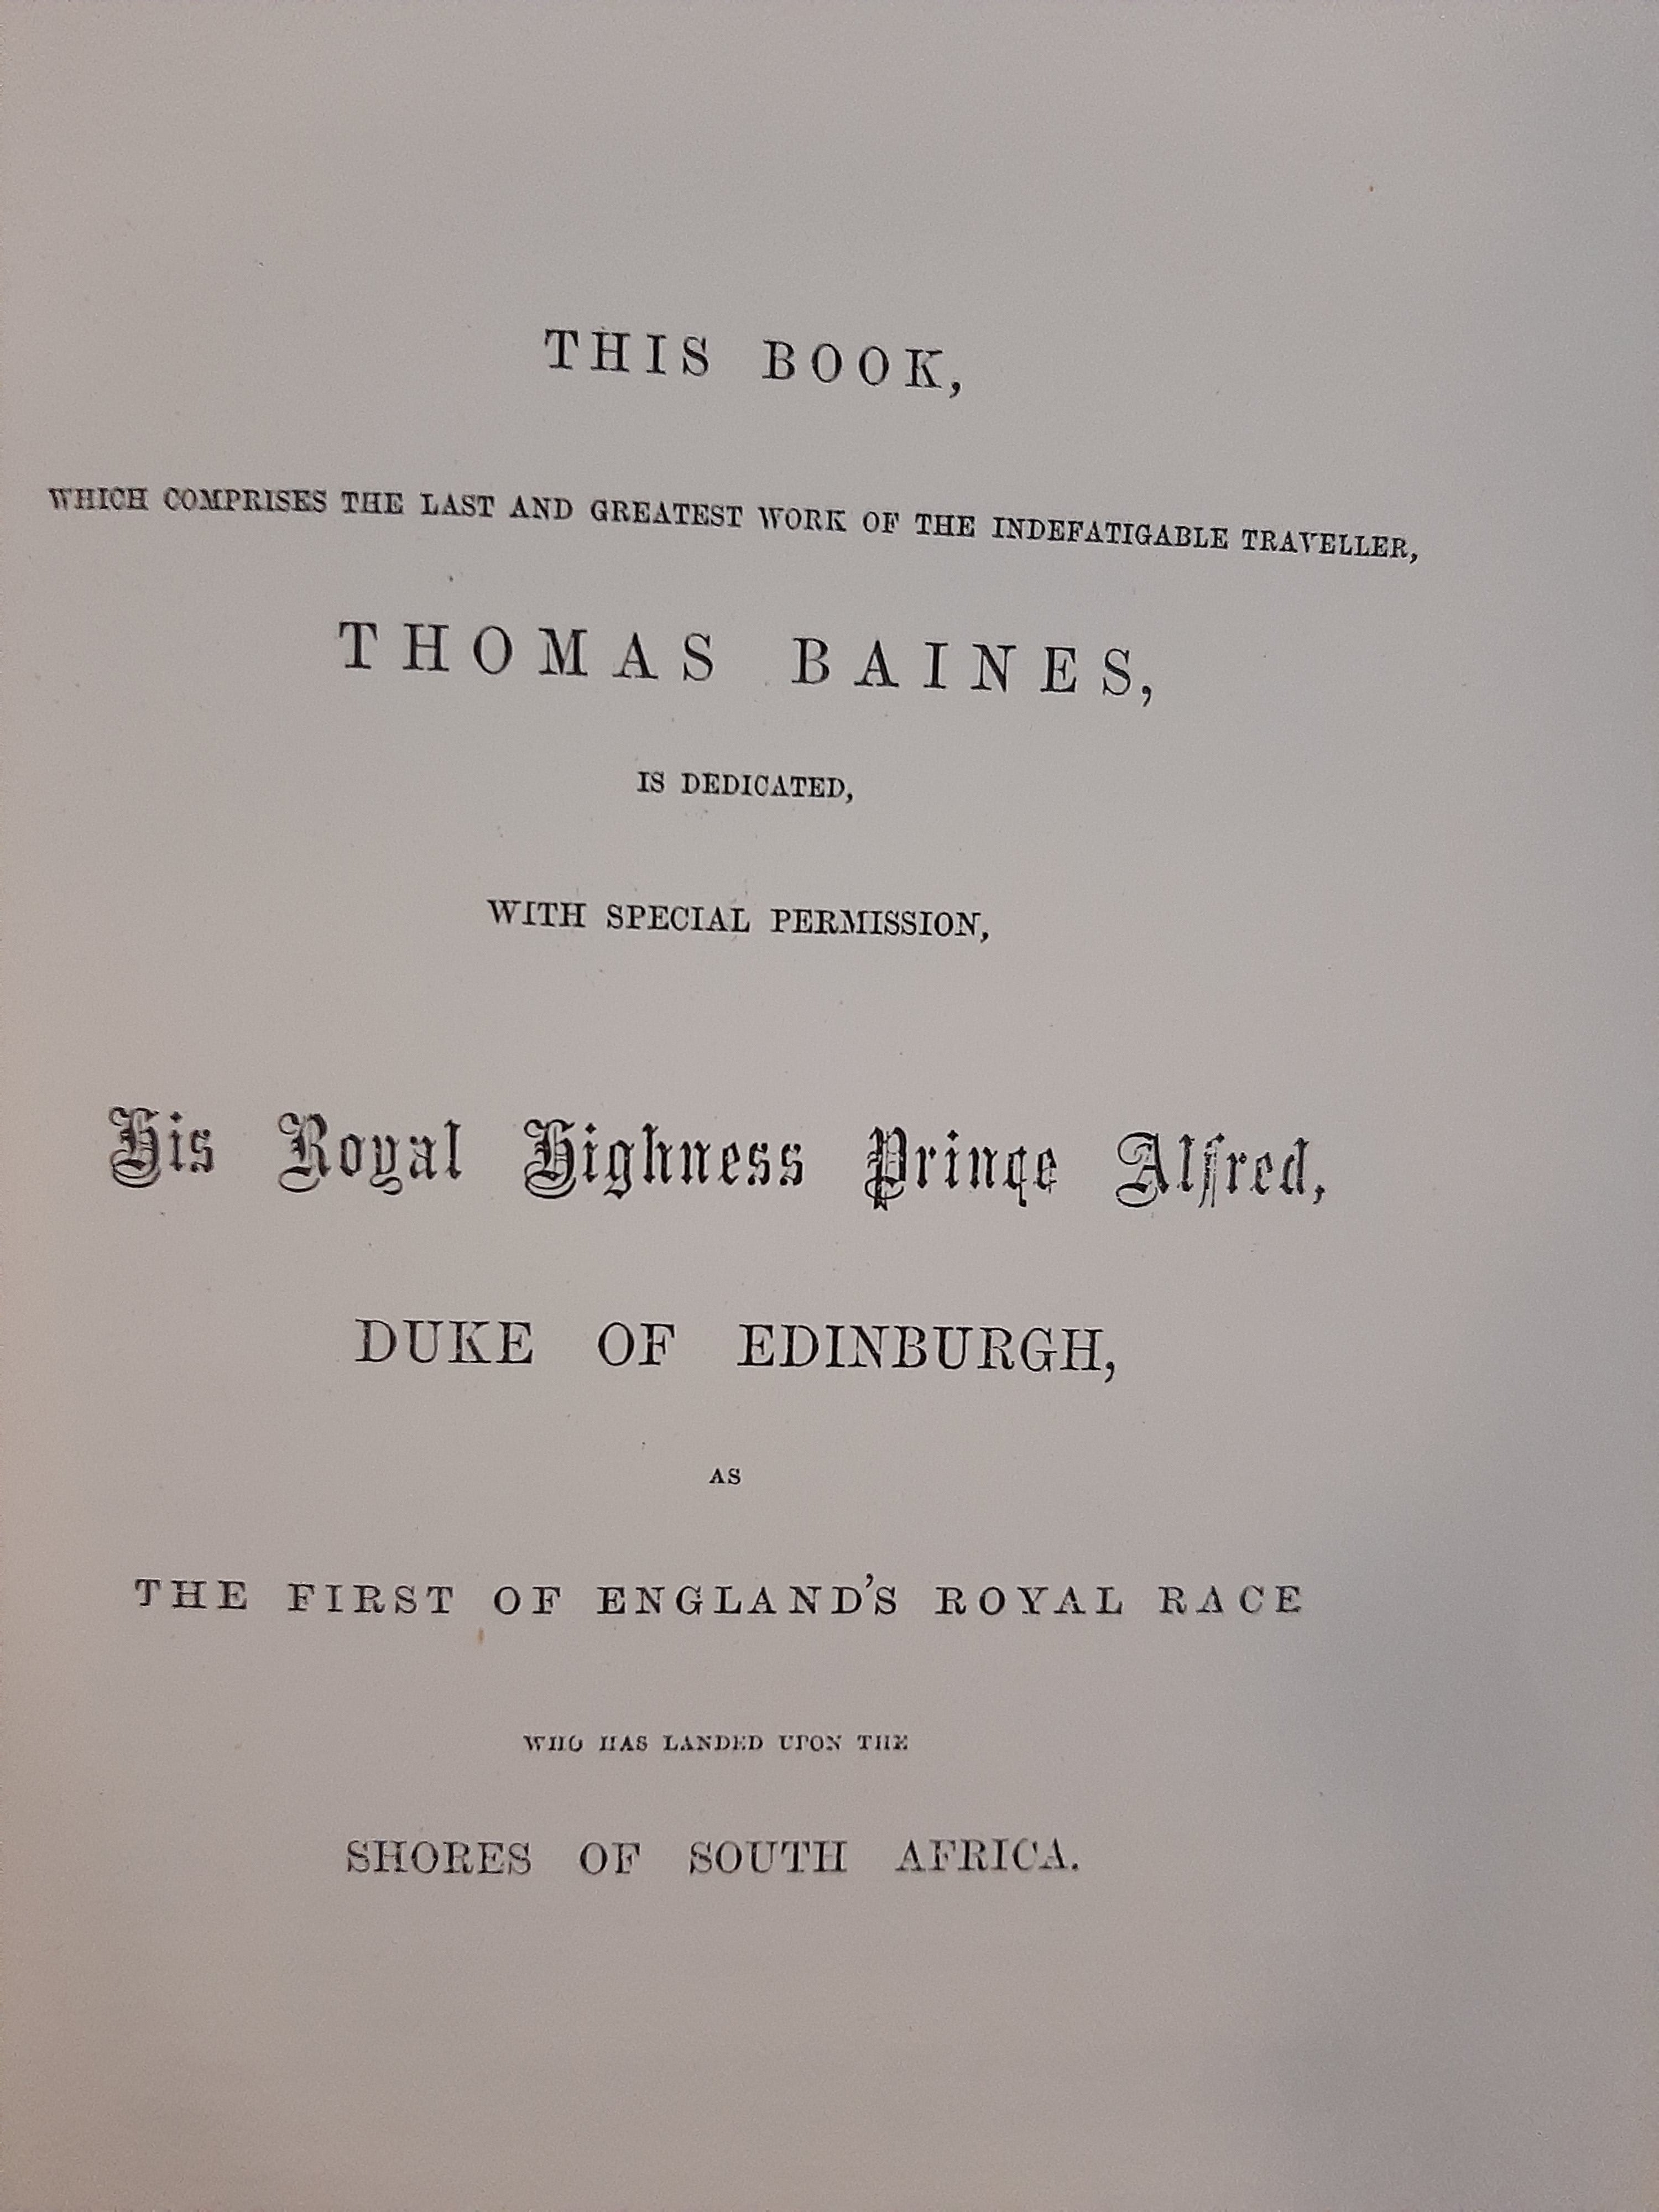 THIS BOOK,
WHICH COMPRISES THE LAST AND GREATEST WORK OF THE INDEFATIGABLE TRAVELLER,
THOMAS BAINES,
IS DEDICATED,
WITH SPECIAL PERMISSION,
His Royal Highness Prince Alfred,
DUKE OF EDINBURGH,
AS
THE FIRST OF ENGLAND'S ROYAL RACE
WHO HAS LANDED UPON THE
SHORES OF SOUTH AFRICA.